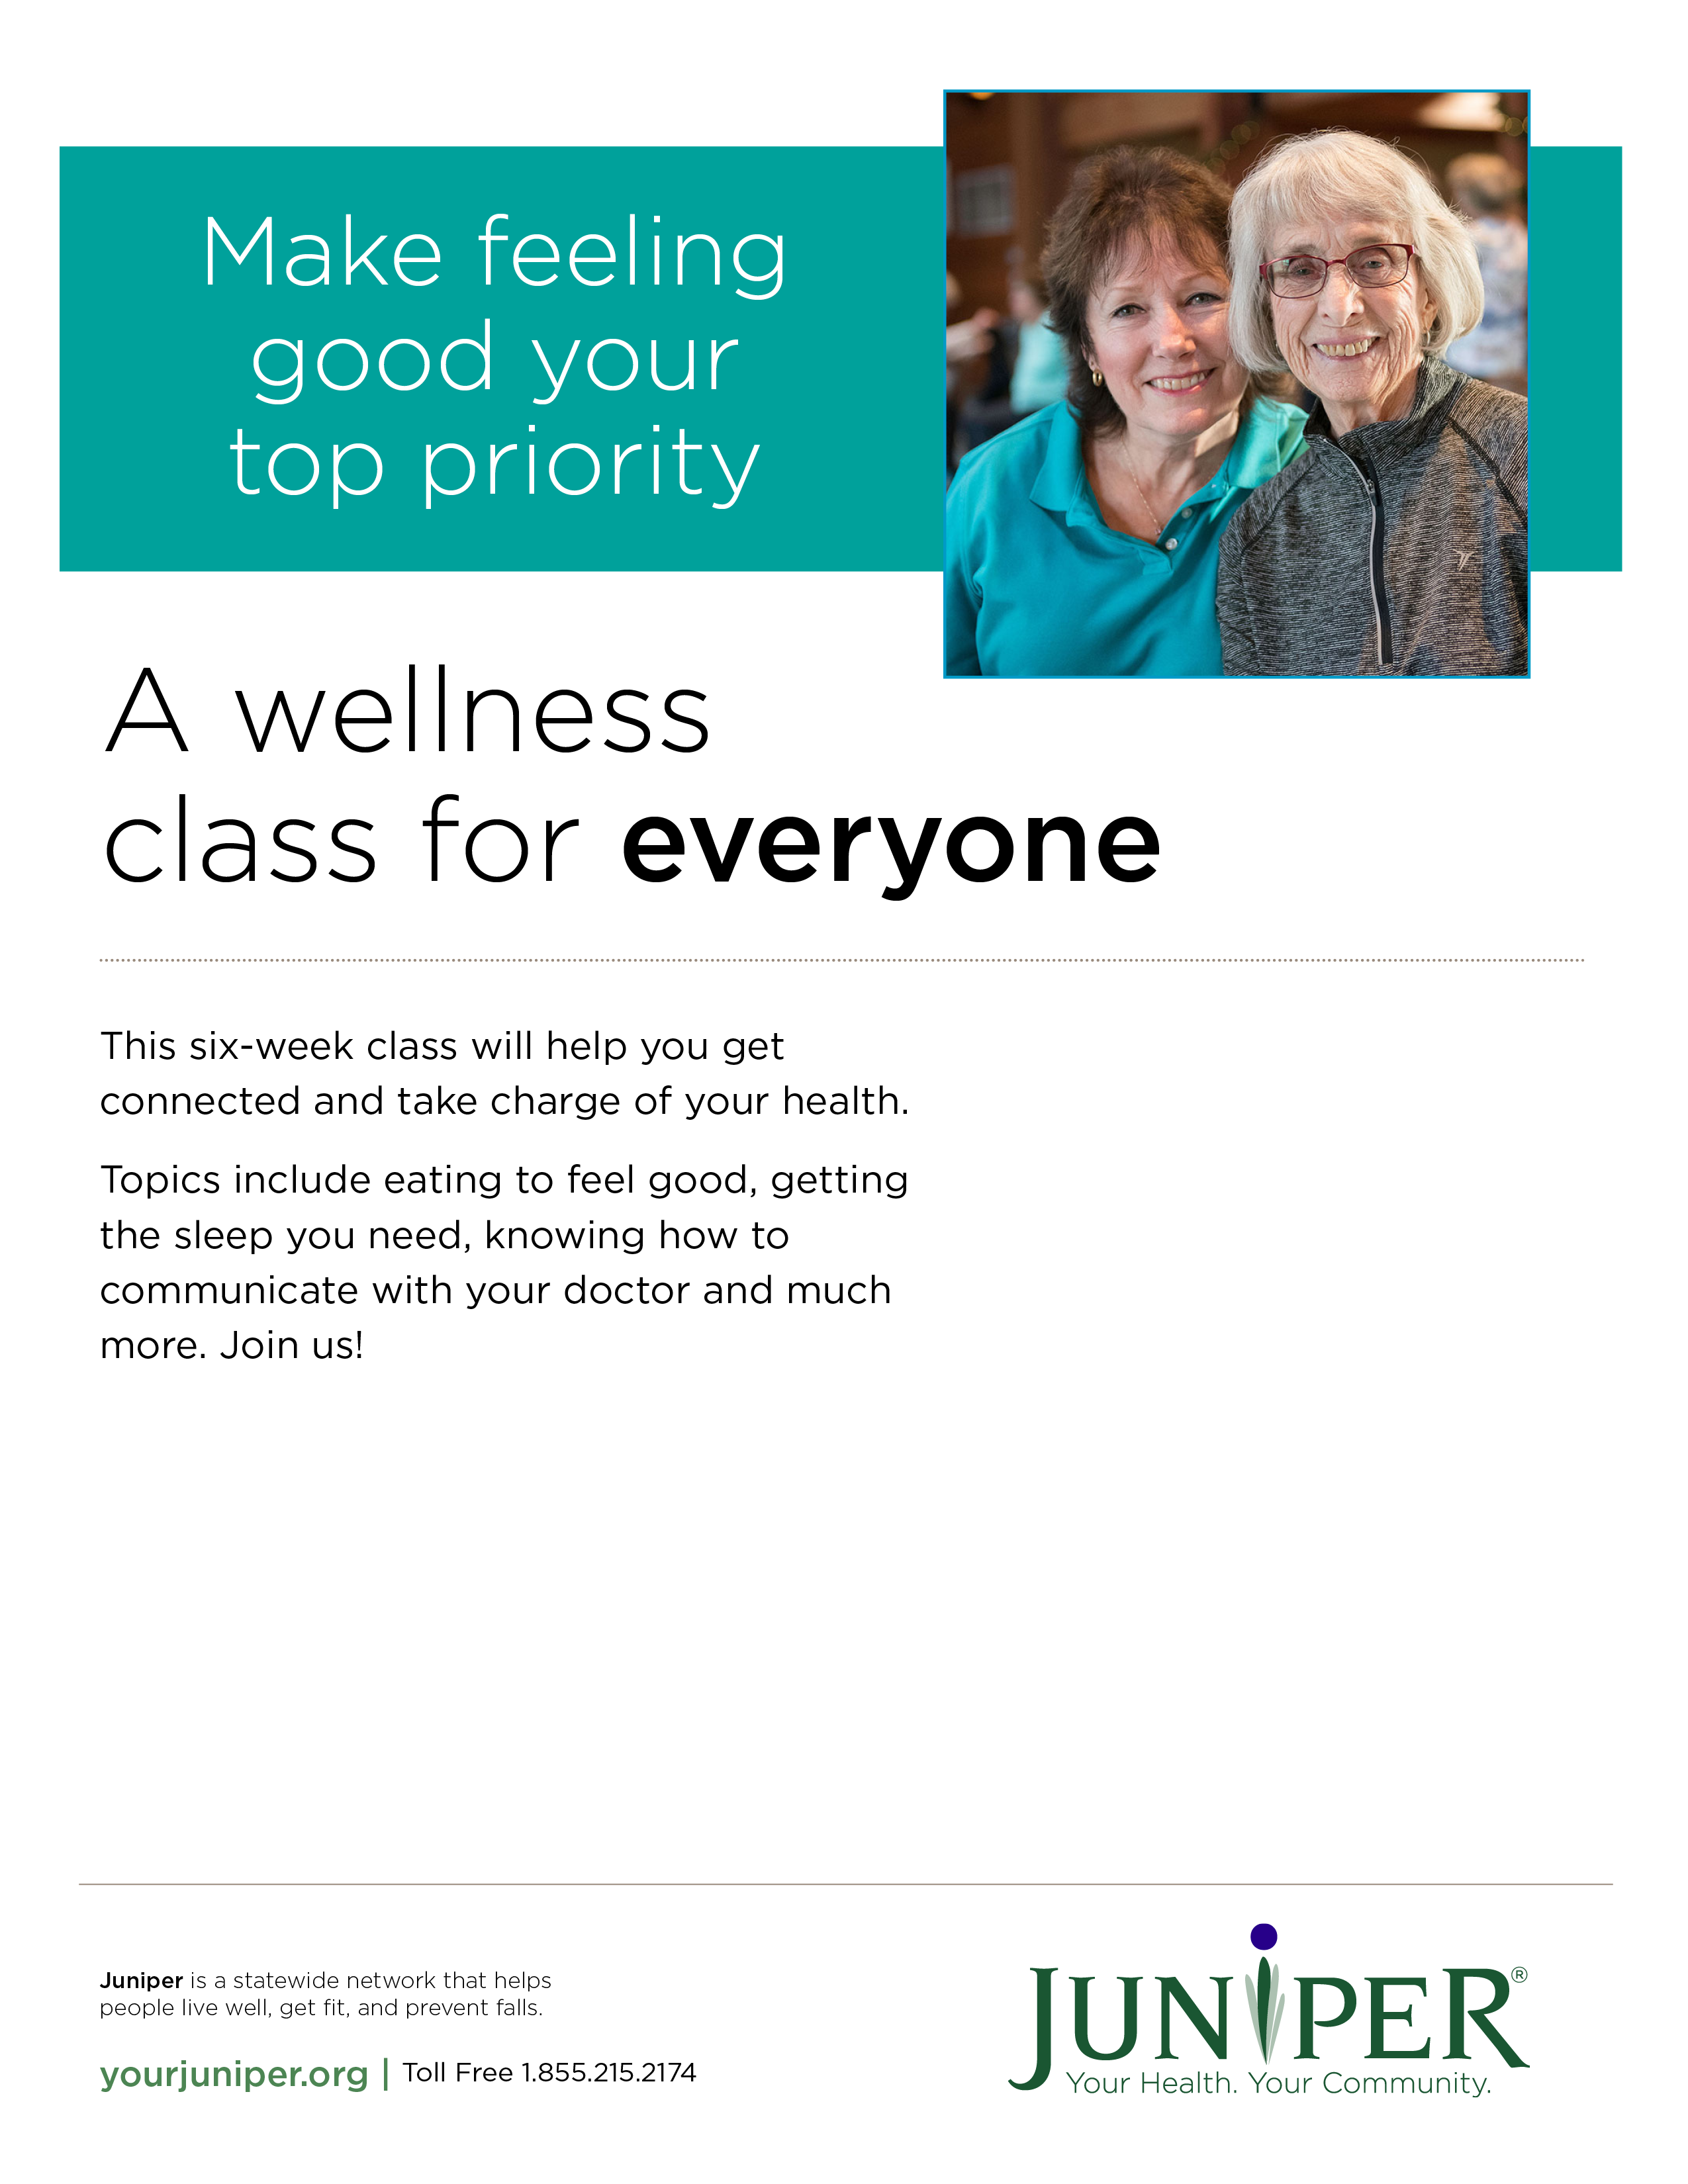 Make feeling
good your
top priority
A wellness
class for everyone
This six-week class will help you get
connected and take charge of your health.
Topics include eating to feel good, getting
the sleep you need, knowing how to
communicate with your doctor and much
more. Join us!
Juniper is a statewide network that helps
people live well, get fit, and prevent falls.
yourjuniper.org | Toll Free 1.855.215.2174
JUNiPER®
Your Health. Your Community.